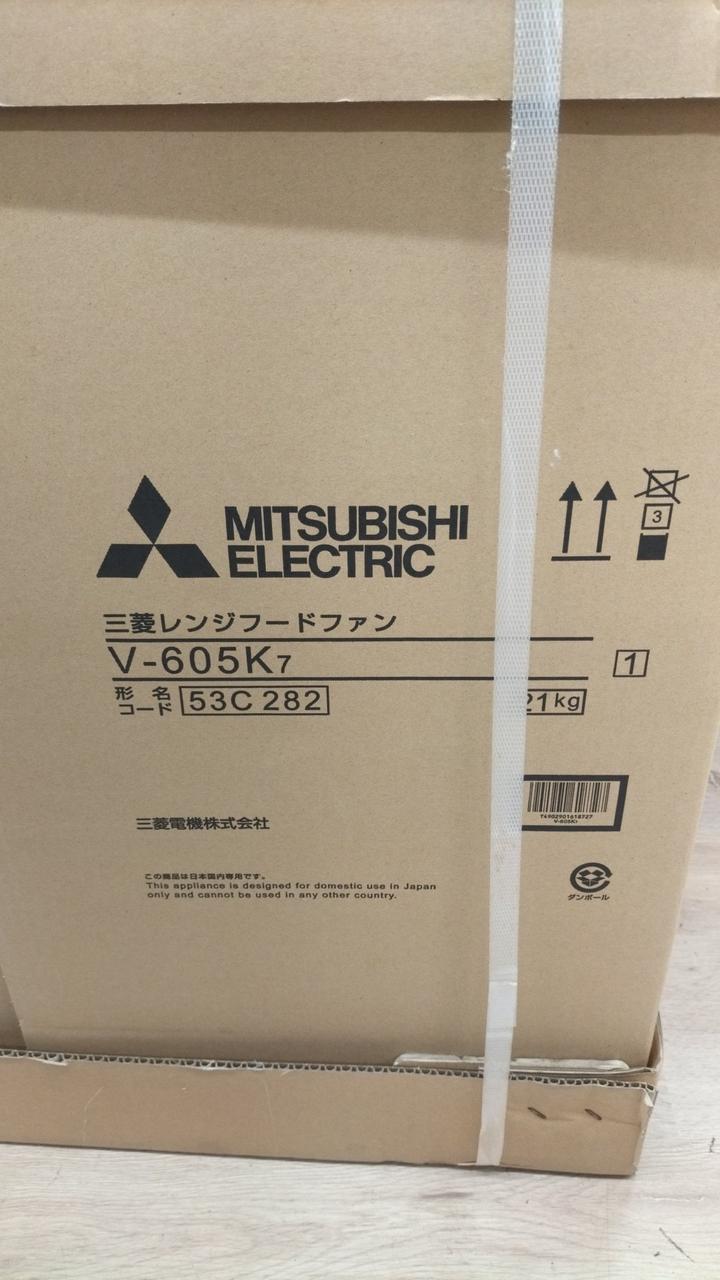 MITSUBISHI
ELECTRIC
3
三菱レンジフードファン
V-605K7
1
形名
コード
53C 282
21kg
T4902901618727
V-605K7
三菱電機株式会社
この商品は日本国内専用です。
This appliance is designed for domestic use in Japan
only and cannot be used in any other country.
ダンボール